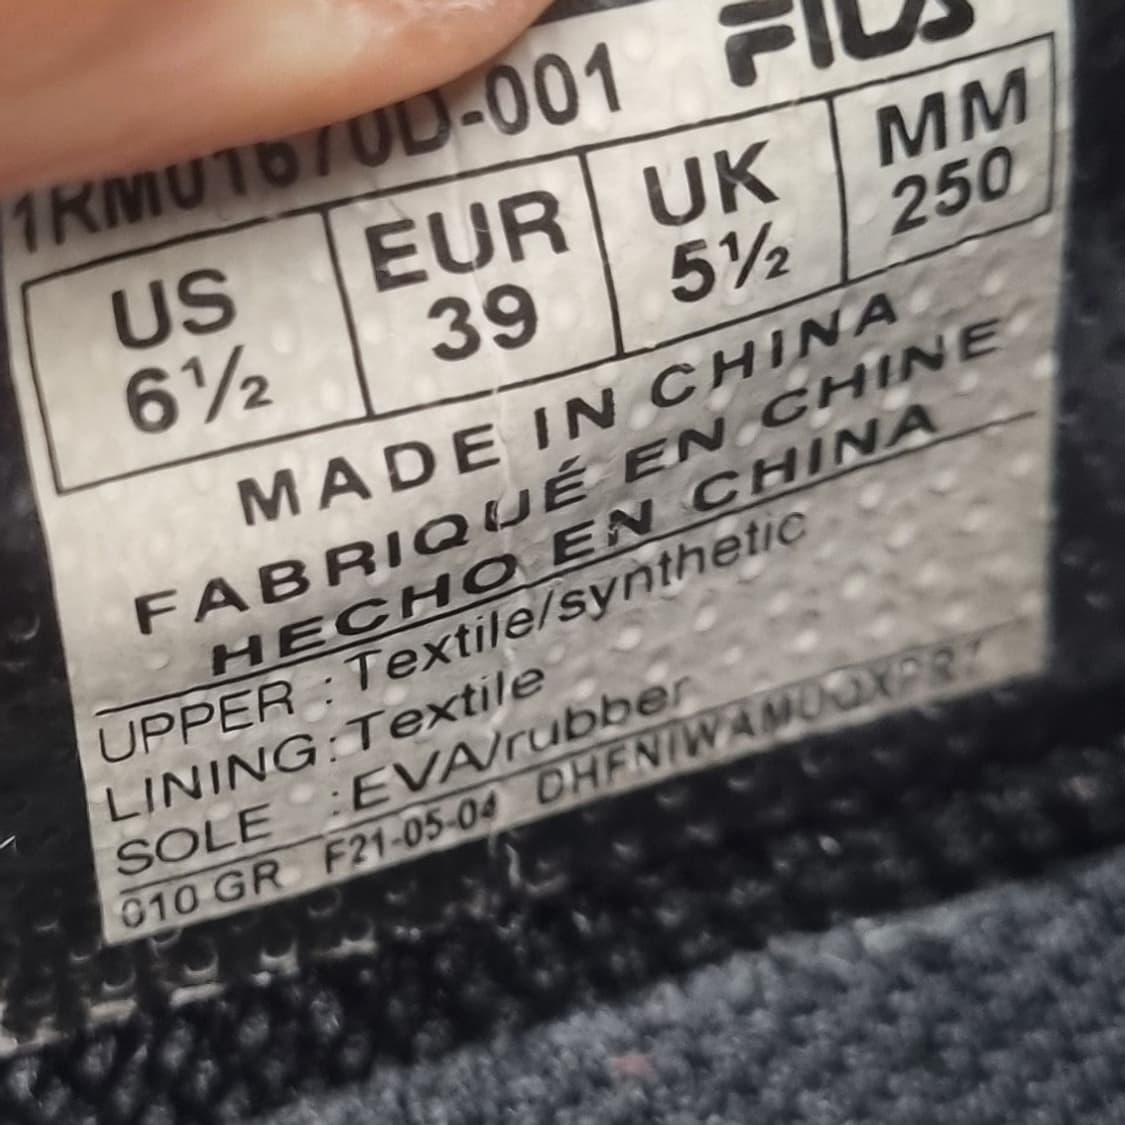 FILA
1RM01670D-001
US EUR UK MM
6½ 39 5½ 250
MADE IN CHINA
FABRIQUÉ EN CHINE
HECHO EN CHINA
UPPER : Textile/synthetic
LINING:Textile
SOLE :EVA/rubber
010 GR F21-05-04